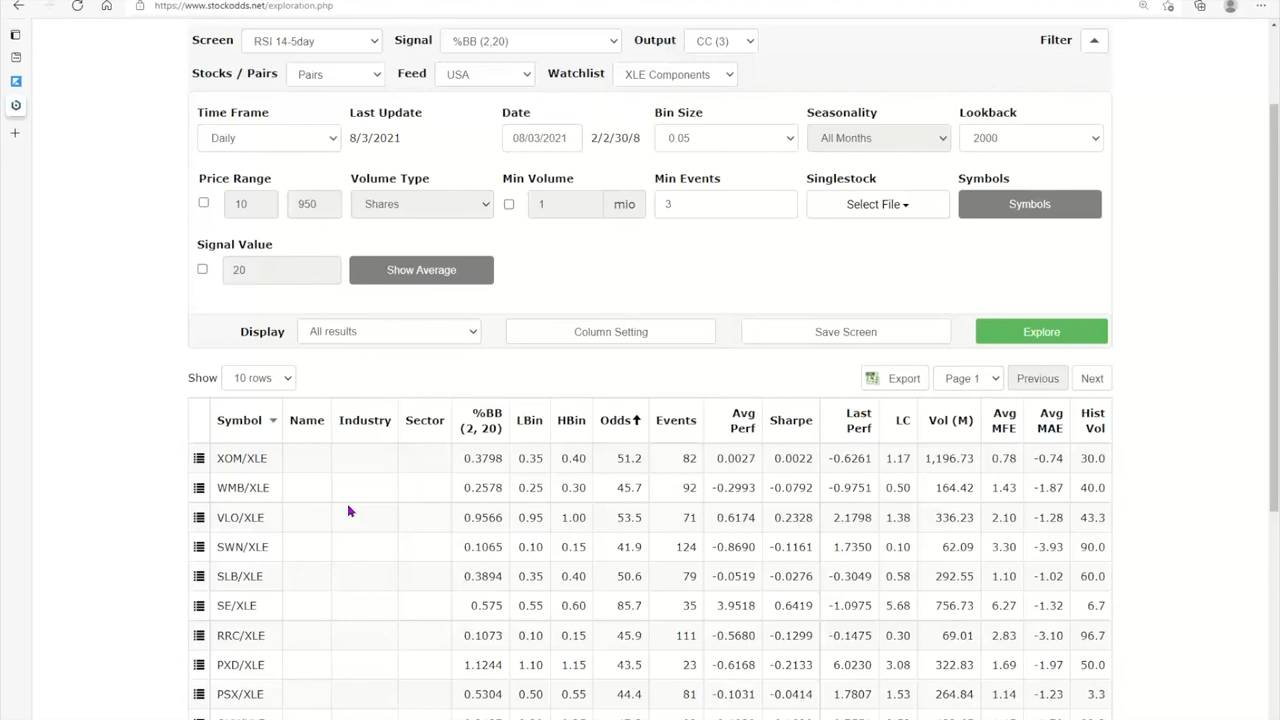 https://www.stockodds.net/exploration.php
Screen RSI 14-5day Signal %BB (2,20) Output CC (3) Filter
Stocks / Pairs Pairs Feed USA Watchlist XLE Components
Time Frame Last Update Date Bin Size Seasonality Lookback
Daily 8/3/2021 08/03/2021 2/2/30/8 0.05 All Months 2000
Price Range Volume Type Min Volume Min Events Singlestock Symbols
10 950 Shares 1 mio 3 Select File Symbols
Signal Value
20 Show Average
Display All results Column Setting Save Screen Explore
Show 10 rows Export Page 1 Previous Next
Symbol Name Industry Sector %BB (2, 20) LBin HBin Odds Events Avg Perf Sharpe Last Perf LC Vol (M) Avg MFE Avg MAE Hist Vol
XOM/XLE 0.3798 0.35 0.40 51.2 82 0.0027 0.0022 -0.6261 1.17 1,196.73 0.78 -0.74 30.0
WMB/XLE 0.2578 0.25 0.30 45.7 92 -0.2993 -0.0792 -0.9751 0.50 164.42 1.43 -1.87 40.0
VLO/XLE 0.9566 0.95 1.00 53.5 71 0.6174 0.2328 2.1798 1.38 336.23 2.10 -1.28 43.3
SWN/XLE 0.1065 0.10 0.15 41.9 124 -0.8690 -0.1161 1.7350 0.10 62.09 3.30 -3.93 90.0
SLB/XLE 0.3894 0.35 0.40 50.6 79 -0.0519 -0.0276 -0.3049 0.58 292.55 1.10 -1.02 60.0
SE/XLE 0.575 0.55 0.60 85.7 35 3.9518 0.6419 -1.0975 5.68 756.73 6.27 -1.32 6.7
RRC/XLE 0.1073 0.10 0.15 45.9 111 -0.5680 -0.1299 -0.1475 0.30 69.01 2.83 -3.10 96.7
PXD/XLE 1.1244 1.10 1.15 43.5 23 -0.6168 -0.2133 6.0230 3.08 322.83 1.69 -1.97 50.0
PSX/XLE 0.5304 0.50 0.55 44.4 81 -0.1031 -0.0414 1.7807 1.53 264.84 1.14 -1.23 3.3